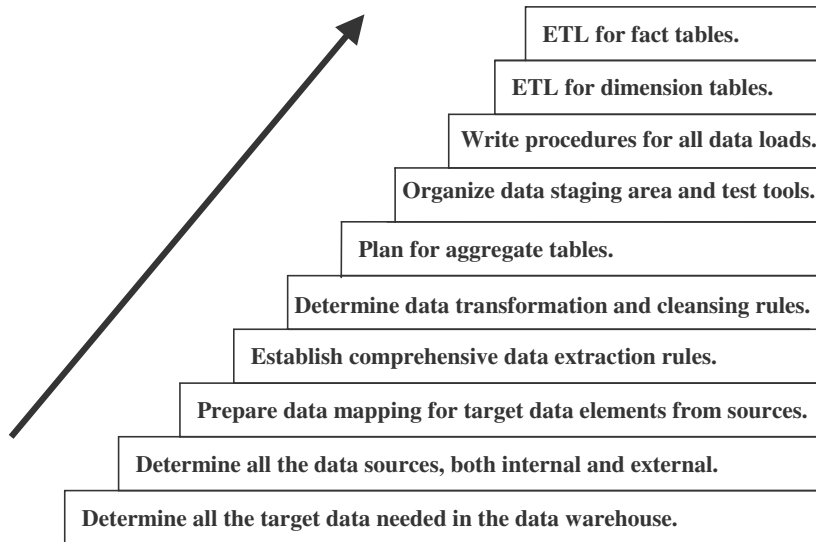 ETL for fact tables.
ETL for dimension tables.
Write procedures for all data loads.
Organize data staging area and test tools.
Plan for aggregate tables.
Determine data transformation and cleansing rules.
Establish comprehensive data extraction rules.
Prepare data mapping for target data elements from sources.
Determine all the data sources, both internal and external.
Determine all the target data needed in the data warehouse.